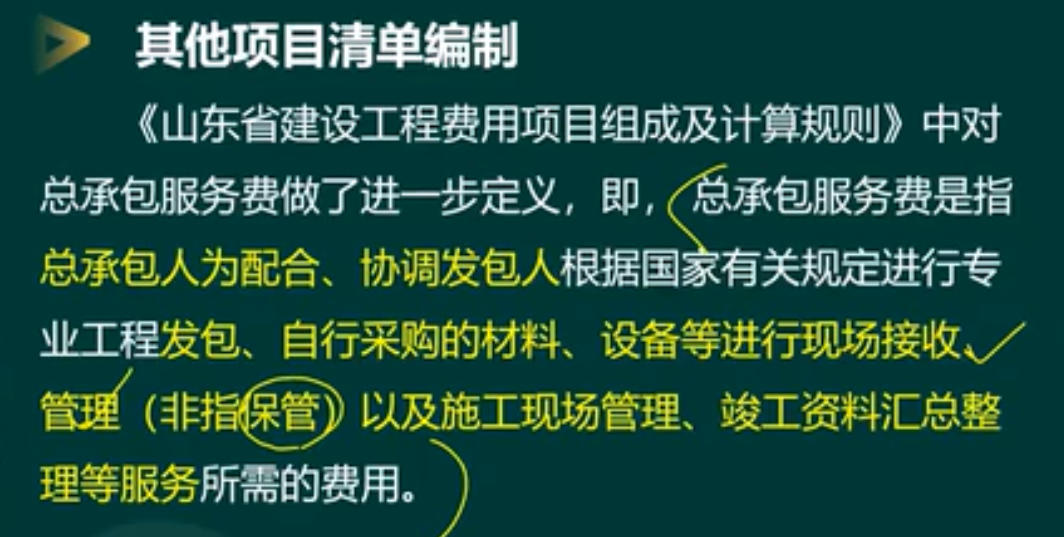 其他项目清单编制
《山东省建设工程费用项目组成及计算规则》中对
总承包服务费做了进一步定义，即，总承包服务费是指
总承包人为配合、协调发包人根据国家有关规定进行专
业工程发包、自行采购的材料、设备等进行现场接收、
管理（非指保管）以及施工现场管理、竣工资料汇总整
理等服务所需的费用。